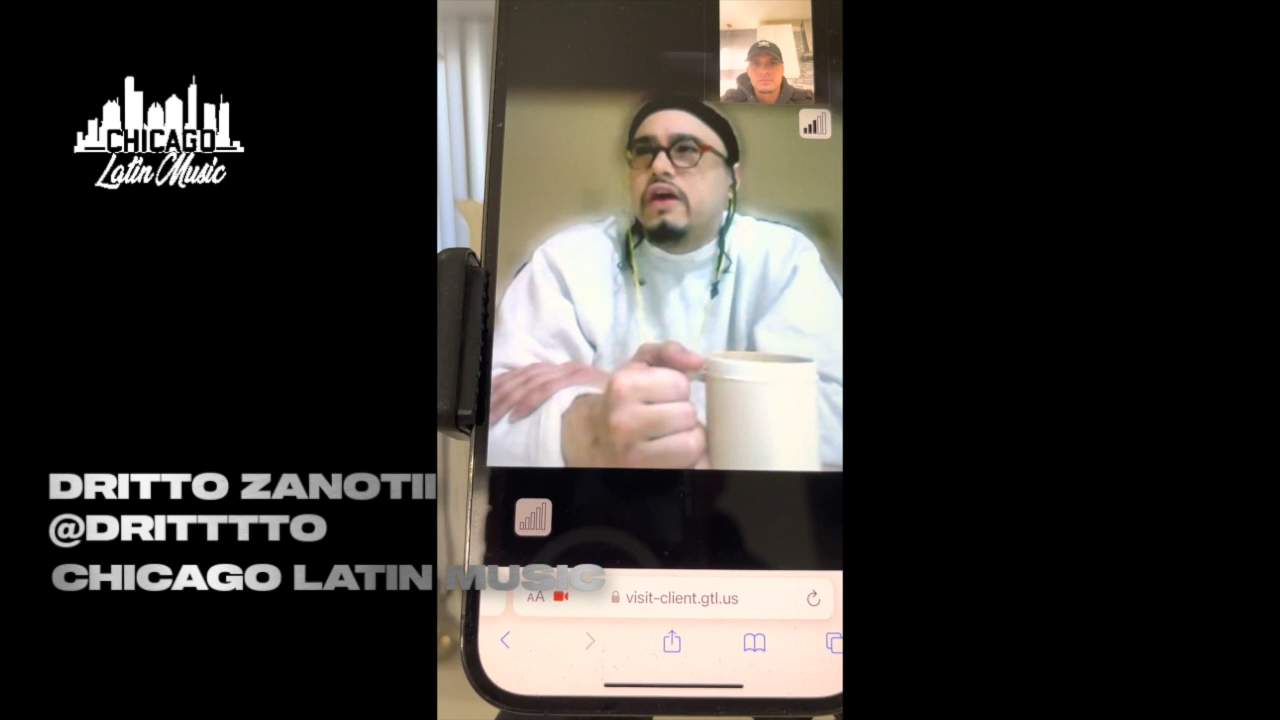 CHICAGO
Latin Music
DRITTO ZANOTII
@DRITTTTO
CHICAGO LATIN MUSIC
AA
visit-client.gtl.us